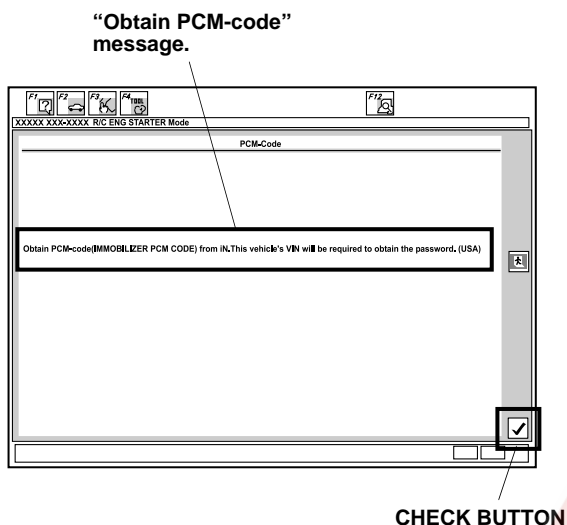 “Obtain PCM-code”
message.
F1 F2 F3 F4 TOOL F12
XXXXX XXX-XXXX R/C ENG STARTER Mode
PCM-Code
Obtain PCM-code(IMMOBILIZER PCM CODE) from iN.This vehicle's VIN will be required to obtain the password. (USA)
CHECK BUTTON